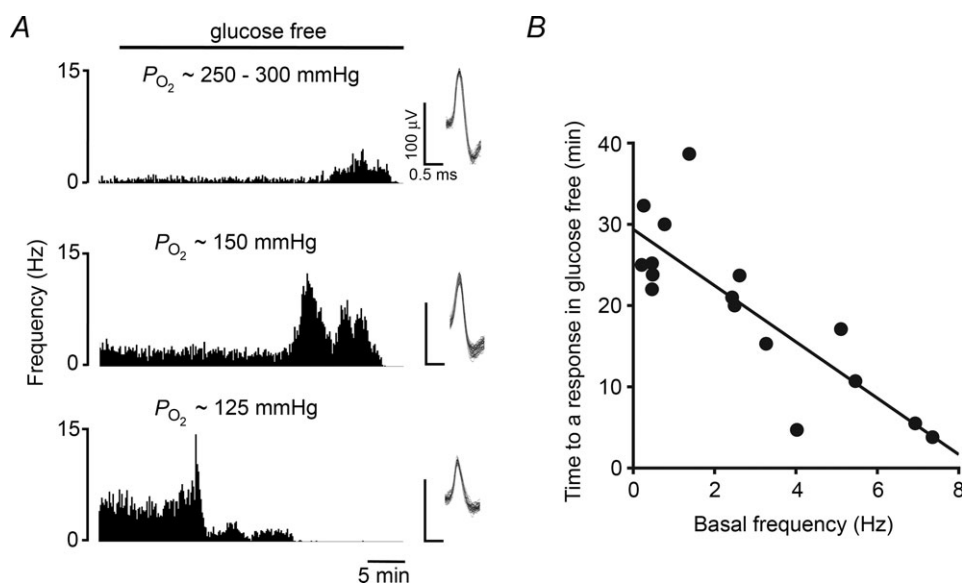 A
glucose free
B
15
0
PO2 ~ 250 - 300 mmHg
100 µV
0.5 ms
15
0
PO2 ~ 150 mmHg
Frequency (Hz)
15
0
PO2 ~ 125 mmHg
5 min
Time to a response in glucose free (min)
40
30
20
10
0
0 2 4 6 8
Basal frequency (Hz)